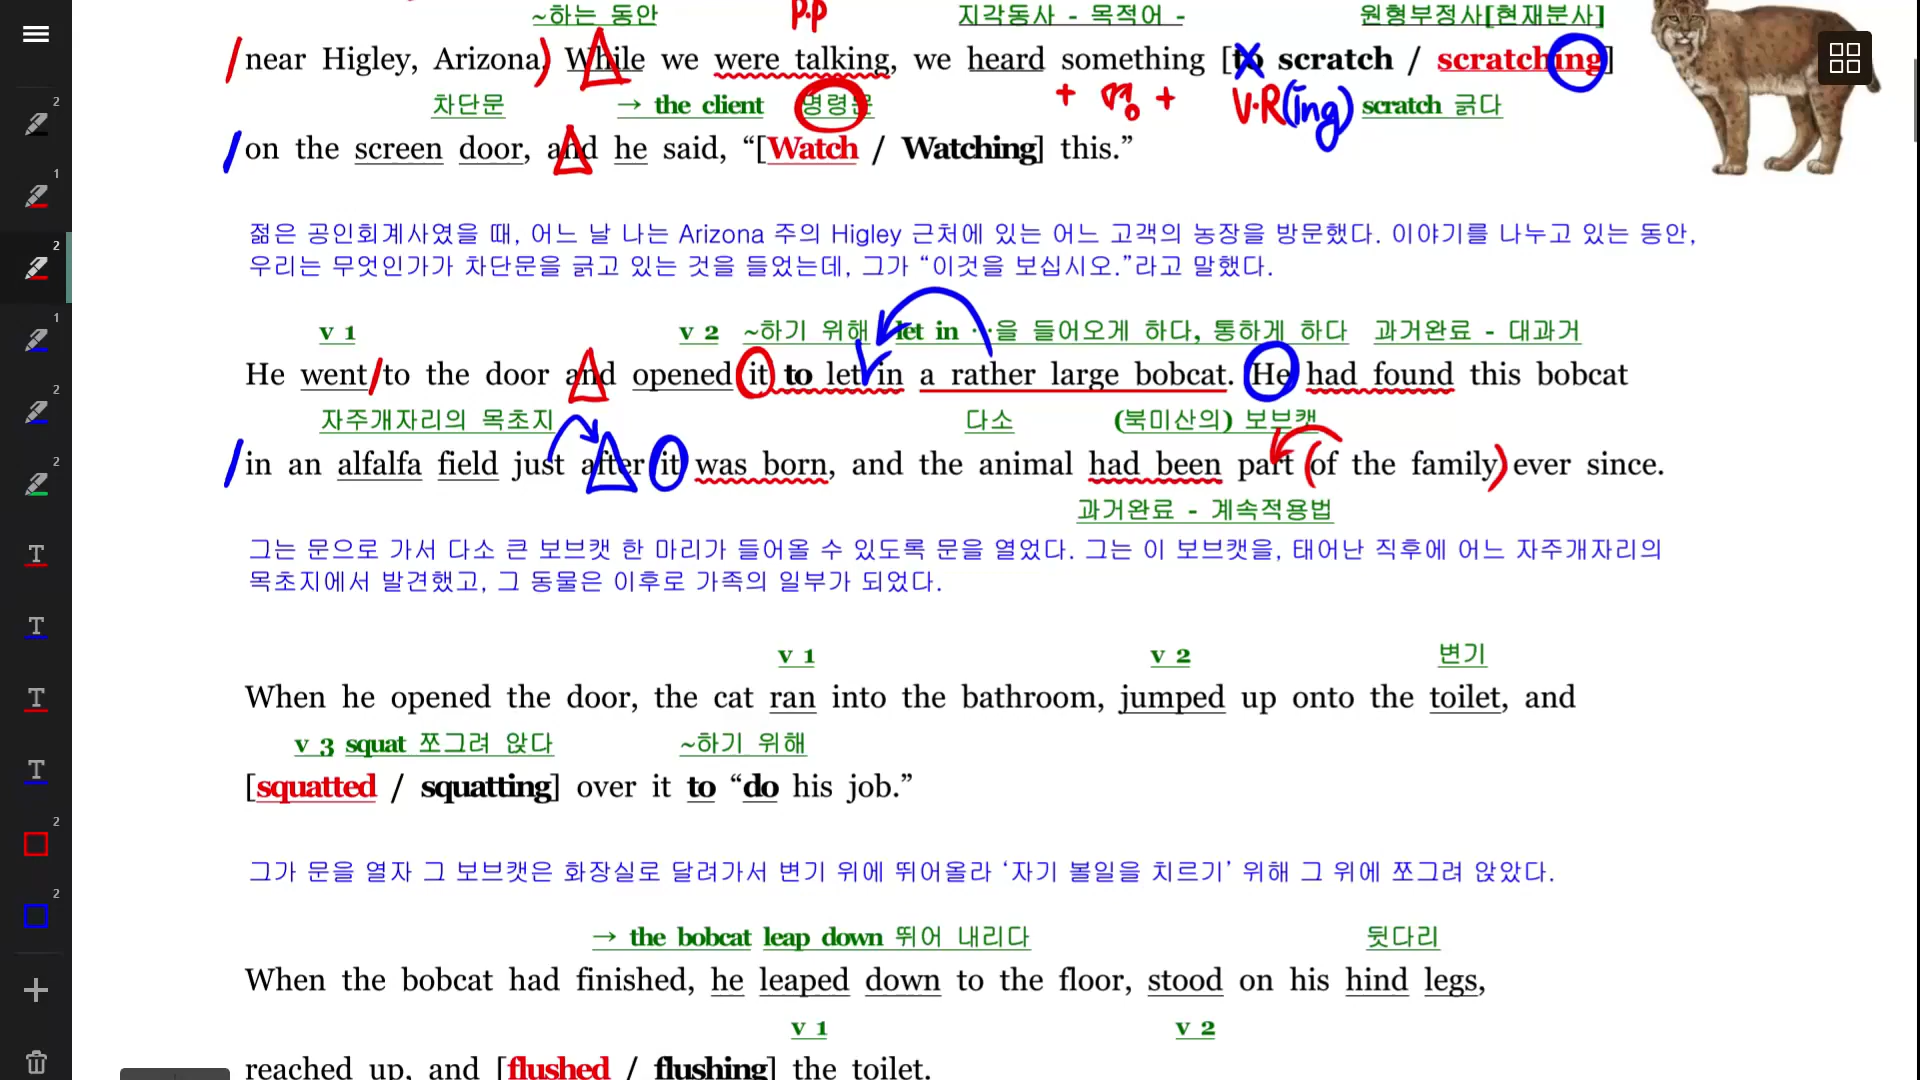 ~하는 동안 p.p 지각동사 - 목적어 - 원형부정사[현재분사]
near Higley, Arizona. While we were talking, we heard something [to scratch / scratching]
차단문 → the client 명령문 + + V·R(ing) scratch 긁다
on the screen door, and he said, “[Watch / Watching] this.”
젊은 공인회계사였을 때, 어느 날 나는 Arizona 주의 Higley 근처에 있는 어느 고객의 농장을 방문했다. 이야기를 나누고 있는 동안,
우리는 무엇인가가 차단문을 긁고 있는 것을 들었는데, 그가 “이것을 보십시오.”라고 말했다.
v 1 v 2 ~하기 위해 let in …을 들어오게 하다, 통하게 하다 과거완료 - 대과거
He went to the door and opened it to let in a rather large bobcat. He had found this bobcat
자주개자리의 목초지 다소 (북미산의) 보브캣
in an alfalfa field just after it was born, and the animal had been part of the family ever since.
과거완료 - 계속적용법
그는 문으로 가서 다소 큰 보브캣 한 마리가 들어올 수 있도록 문을 열었다. 그는 이 보브캣을, 태어난 직후에 어느 자주개자리의
목초지에서 발견했고, 그 동물은 이후로 가족의 일부가 되었다.
v 1 v 2 변기
When he opened the door, the cat ran into the bathroom, jumped up onto the toilet, and
v 3 squat 쪼그려 앉다 ~하기 위해
[squatted / squatting] over it to “do his job.”
그가 문을 열자 그 보브캣은 화장실로 달려가서 변기 위에 뛰어올라 ‘자기 볼일을 치르기’ 위해 그 위에 쪼그려 앉았다.
→ the bobcat leap down 뛰어 내리다 뒷다리
When the bobcat had finished, he leaped down to the floor, stood on his hind legs,
v 1 v 2
reached up, and [flushed / flushing] the toilet.